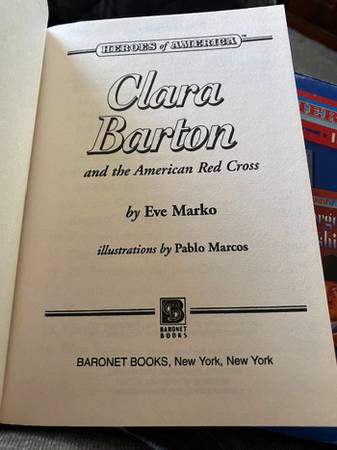 HEROES of AMERICA™
Clara
Barton
and the American Red Cross
by Eve Marko
illustrations by Pablo Marcos
B
BARONET
BOOKS
BARONET BOOKS, New York, New York